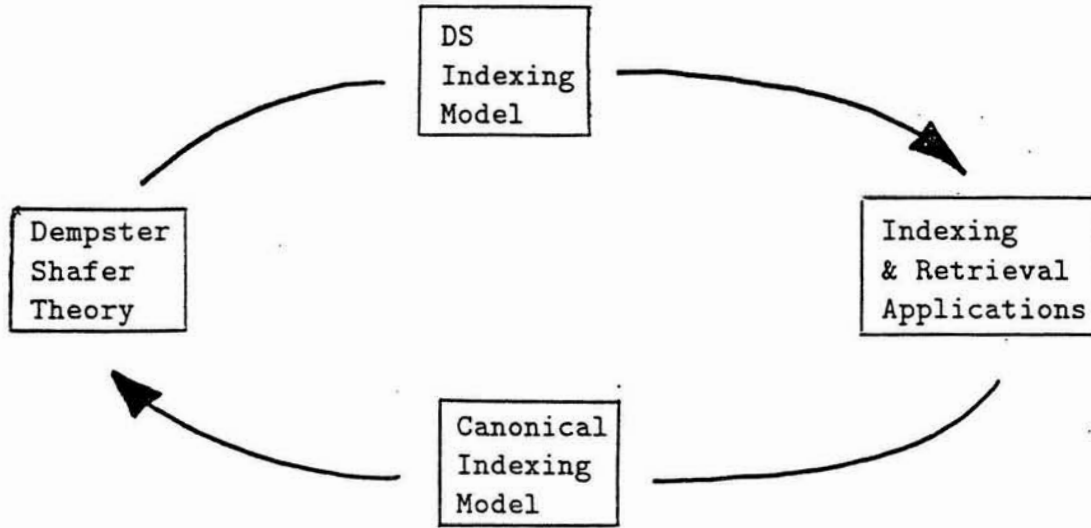 DS
Indexing
Model
Dempster
Shafer
Theory
Indexing
& Retrieval
Applications
Canonical
Indexing
Model